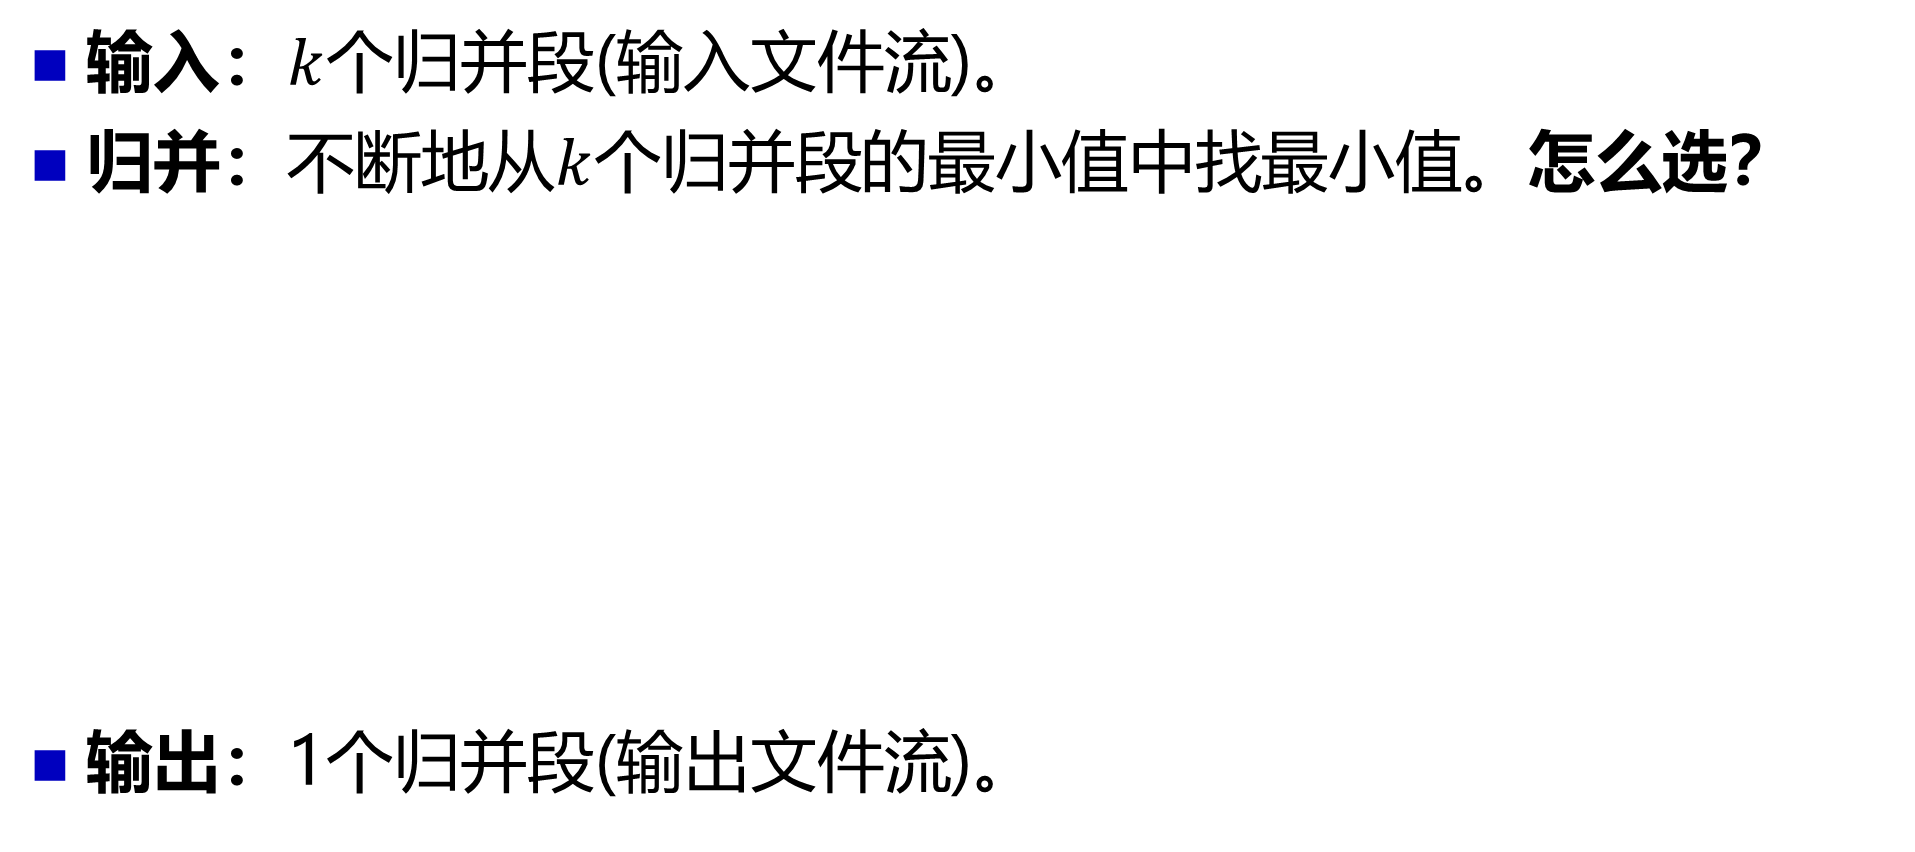 ■ 输入：k个归并段(输入文件流)。
■ 归并：不断地从k个归并段的最小值中找最小值。怎么选?
■ 输出：1个归并段(输出文件流)。